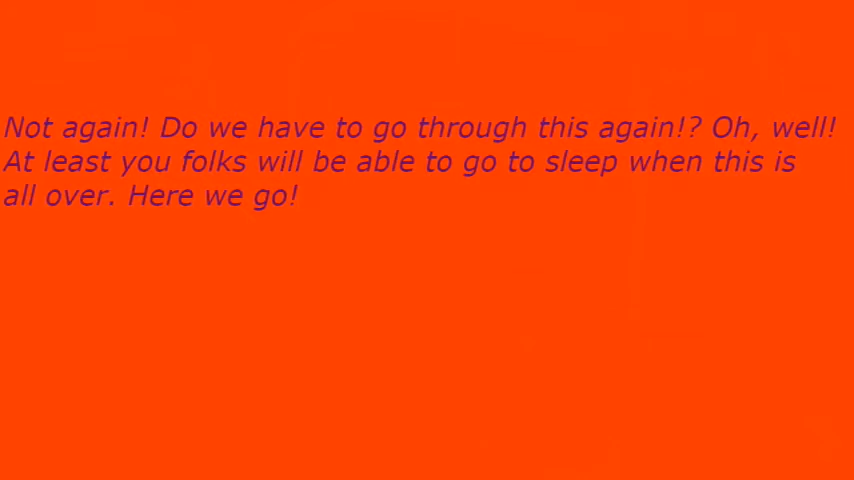 Not again! Do we have to go through this again!? Oh, well!
At least you folks will be able to go to sleep when this is
all over. Here we go!